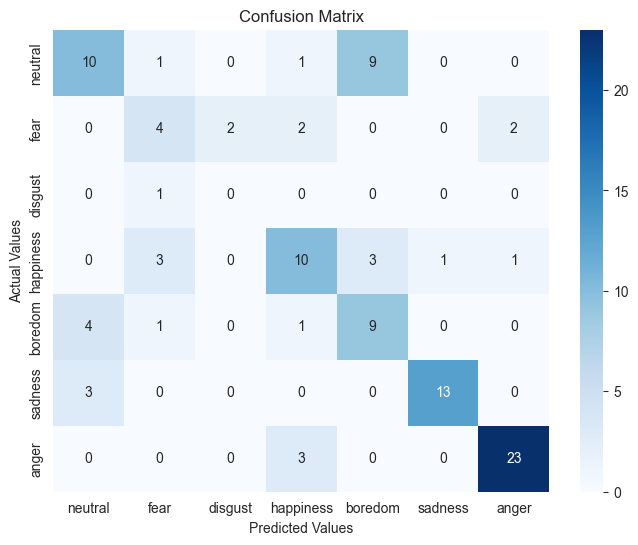 Confusion Matrix
Actual Values
neutral 10 1 0 1 9 0 0
fear 0 4 2 2 0 0 2
disgust 0 1 0 0 0 0 0
happiness 0 3 0 10 3 1 1
boredom 4 1 0 1 9 0 0
sadness 3 0 0 0 0 13 0
anger 0 0 0 3 0 0 23
neutral fear disgust happiness boredom sadness anger
Predicted Values
20
15
10
5
0